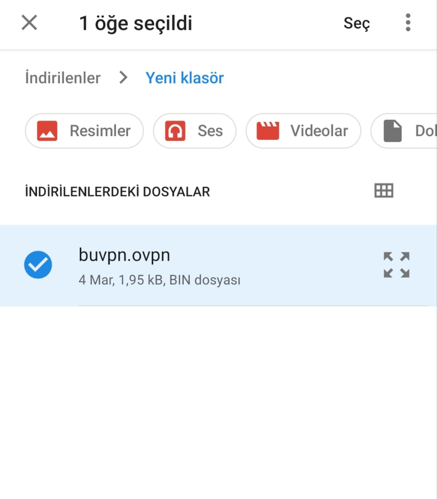 1 öğe seçildi Seç
İndirilenler Yeni klasör
Resimler Ses Videolar Dol
İNDİRİLENLERDEKİ DOSYALAR
buvpn.ovpn
4 Mar, 1,95 kB, BIN dosyası